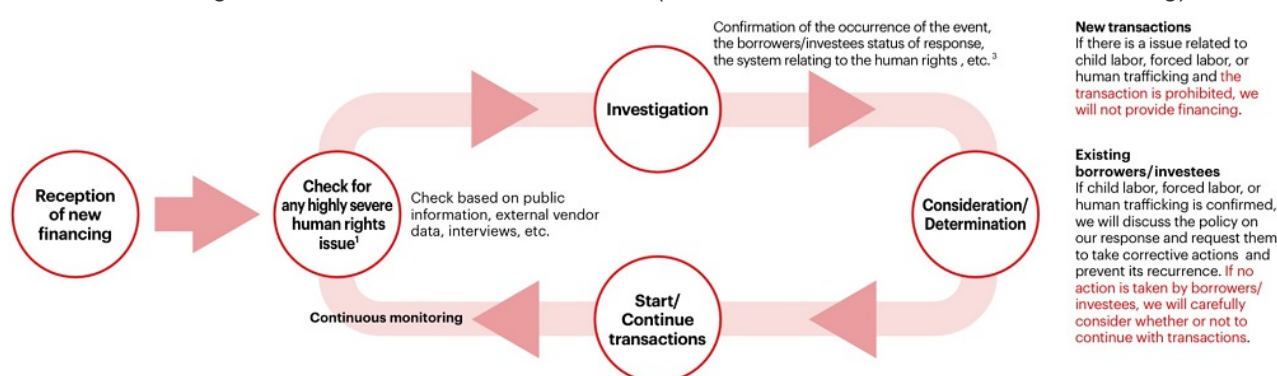 Confirmation of the occurrence of the event,
the borrowers/investees status of response,
the system relating to the human rights , etc. 3
New transactions
If there is a issue related to
child labor, forced labor, or
human trafficking and the
transaction is prohibited, we
will not provide financing.
Investigation
Reception
of new
financing
Check for
any highly severe
human rights
issue1
Check based on public
information, external vendor
data, interviews, etc.
Consideration/
Determination
Existing
borrowers/investees
If child labor, forced labor, or
human trafficking is confirmed,
we will discuss the policy on
our response and request them
to take corrective actions and
prevent its recurrence. If no
action is taken by borrowers/
investees, we will carefully
consider whether or not to
continue with transactions.
Continuous monitoring
Start/
Continue
transactions